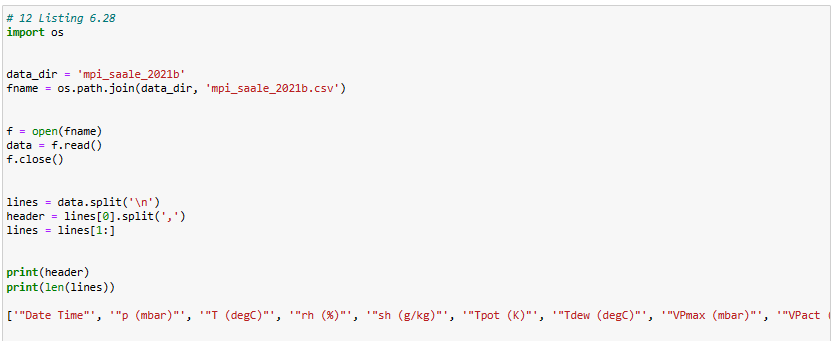 # 12 Listing 6.28
import os
data_dir = 'mpi_saale_2021b'
fname = os.path.join(data_dir, 'mpi_saale_2021b.csv')
f = open(fname)
data = f.read()
f.close()
lines = data.split('\n')
header = lines[0].split(',')
lines = lines[1:]
print(header)
print(len(lines))
['"Date Time"', '"p (mbar)"', '"T (degC)"', '"rh (%)"', '"sh (g/kg)"', '"Tpot (K)"', '"Tdew (degC)"', '"VPmax (mbar)"', '"VPact (